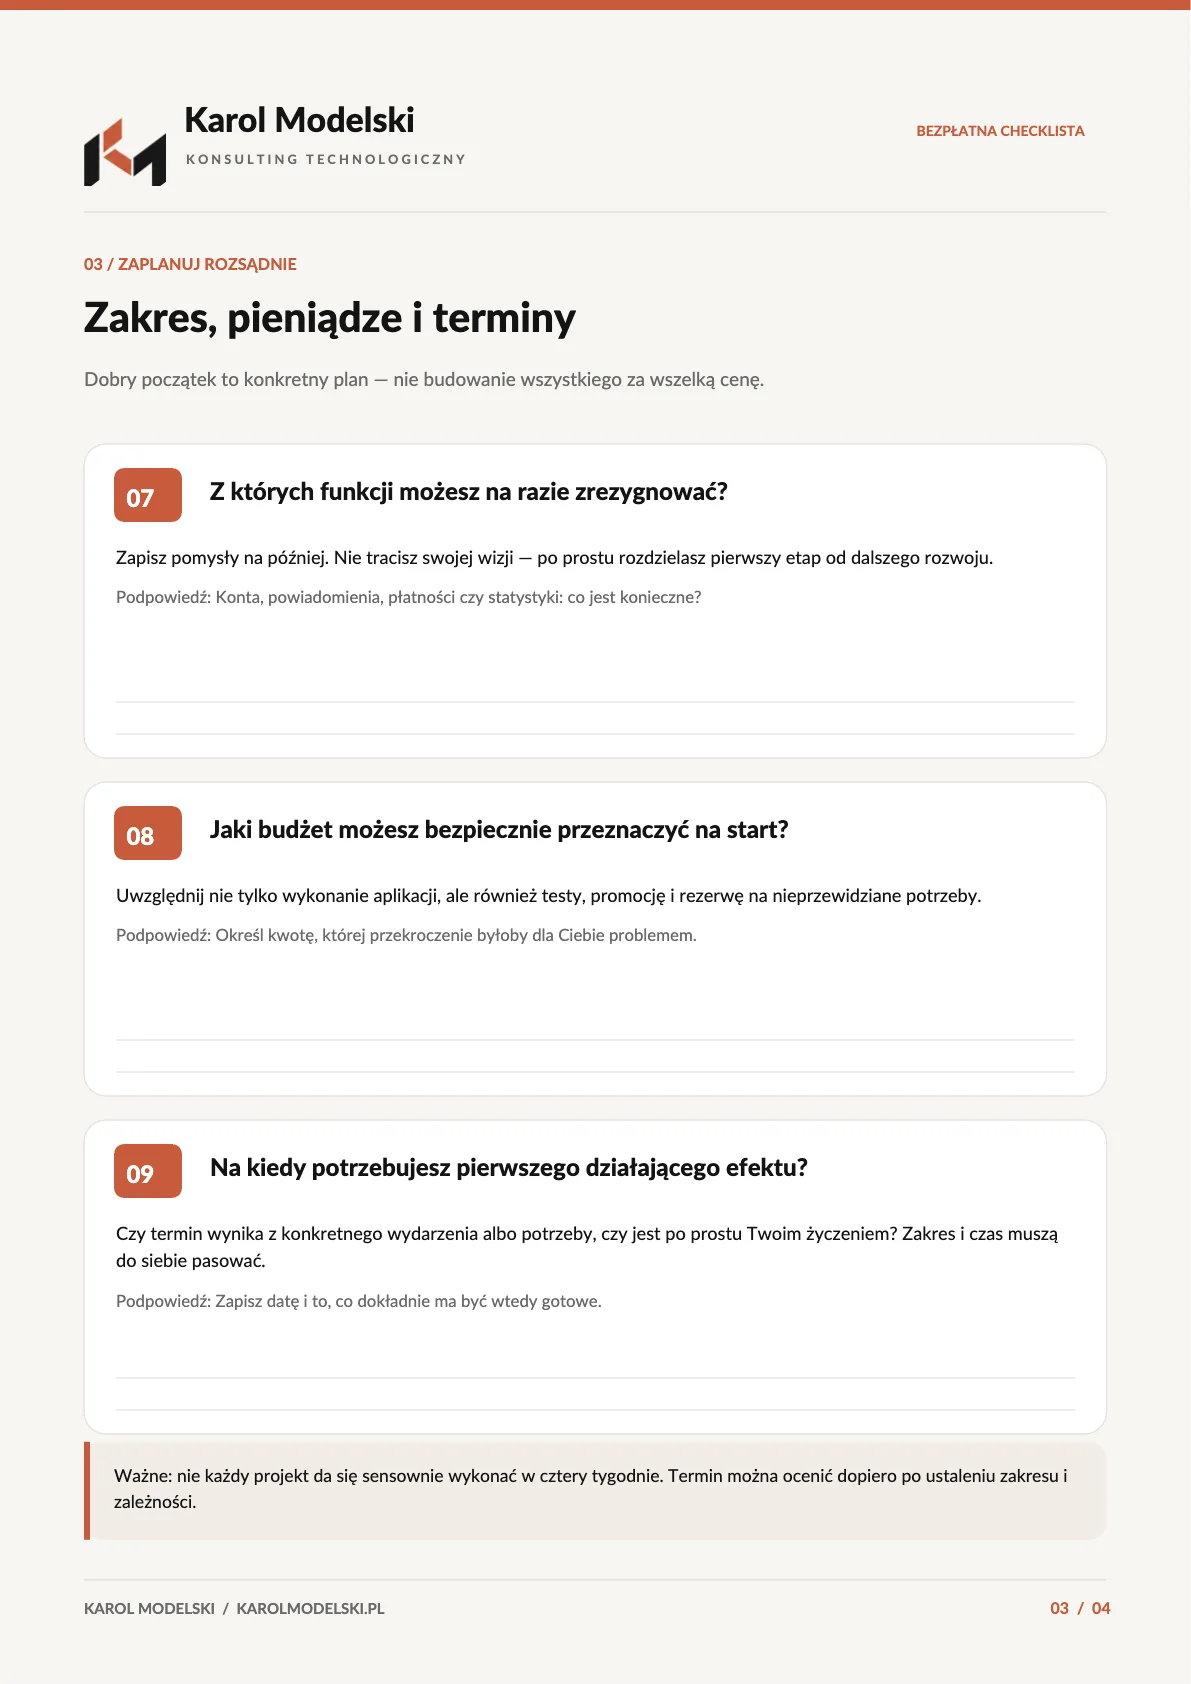 Karol Modelski
KONSULTING TECHNOLOGICZNY
BEZPŁATNA CHECKLISTA
03 / ZAPLANUJ ROZSĄDNIE
Zakres, pieniądze i terminy
Dobry początek to konkretny plan — nie budowanie wszystkiego za wszelką cenę.
07
Z których funkcji możesz na razie zrezygnować?
Zapisz pomysły na później. Nie tracisz swojej wizji — po prostu rozdzielasz pierwszy etap od dalszego rozwoju.
Podpowiedź: Konta, powiadomienia, płatności czy statystyki: co jest konieczne?
08
Jaki budżet możesz bezpiecznie przeznaczyć na start?
Uwzględnij nie tylko wykonanie aplikacji, ale również testy, promocję i rezerwę na nieprzewidziane potrzeby.
Podpowiedź: Określ kwotę, której przekroczenie byłoby dla Ciebie problemem.
09
Na kiedy potrzebujesz pierwszego działającego efektu?
Czy termin wynika z konkretnego wydarzenia albo potrzeby, czy jest po prostu Twoim życzeniem? Zakres i czas muszą
do siebie pasować.
Podpowiedź: Zapisz datę i to, co dokładnie ma być wtedy gotowe.
Ważne: nie każdy projekt da się sensownie wykonać w cztery tygodnie. Termin można ocenić dopiero po ustaleniu zakresu i
zależności.
KAROL MODELSKI / KAROLMODELSKI.PL
03 / 04